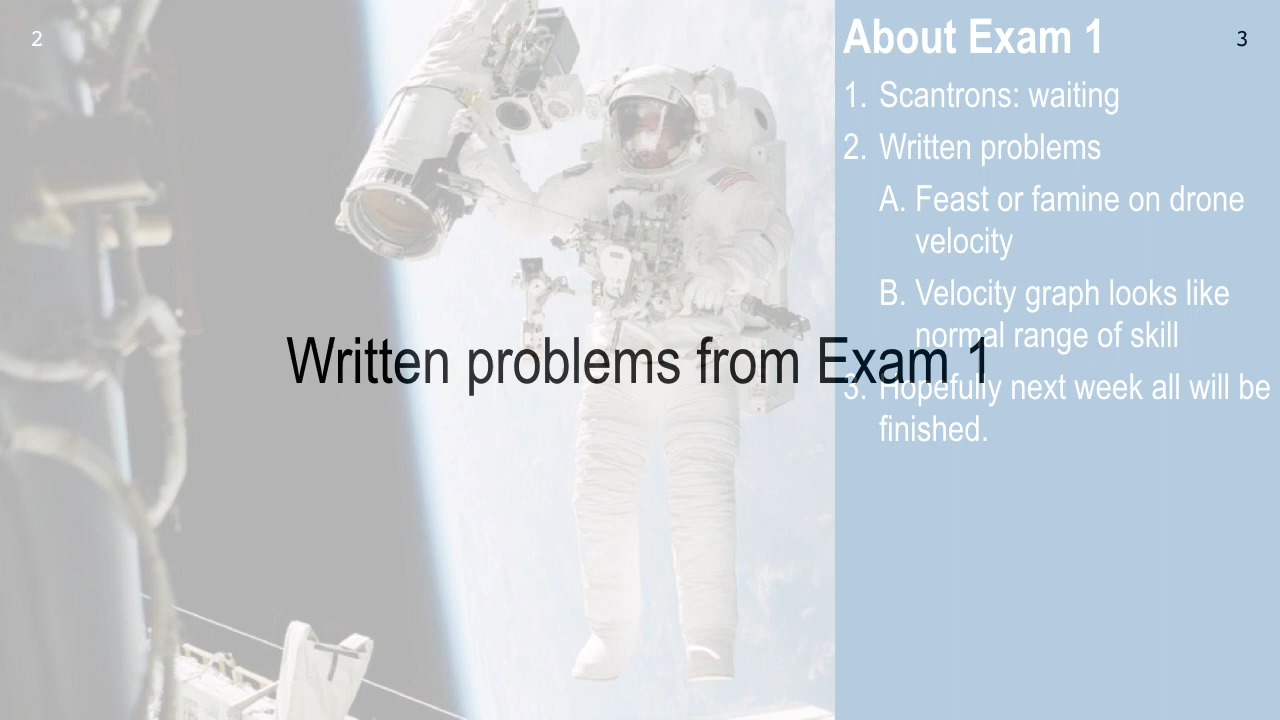 2
About Exam 1
3
1. Scantrons: waiting
2. Written problems
A. Feast or famine on drone
velocity
B. Velocity graph looks like
normal range of skill
Written problems from Exam 1
3. Hopefully next week all will be
finished.